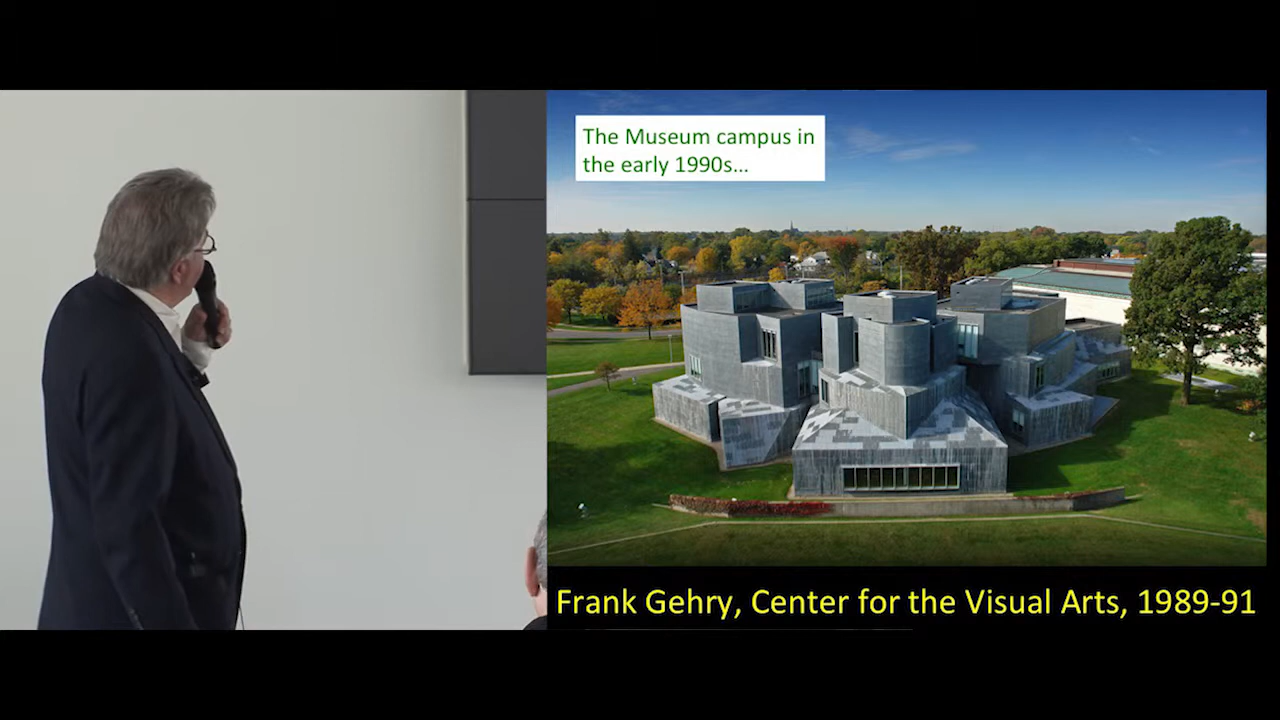 The Museum campus in
the early 1990s...
Frank Gehry, Center for the Visual Arts, 1989-91